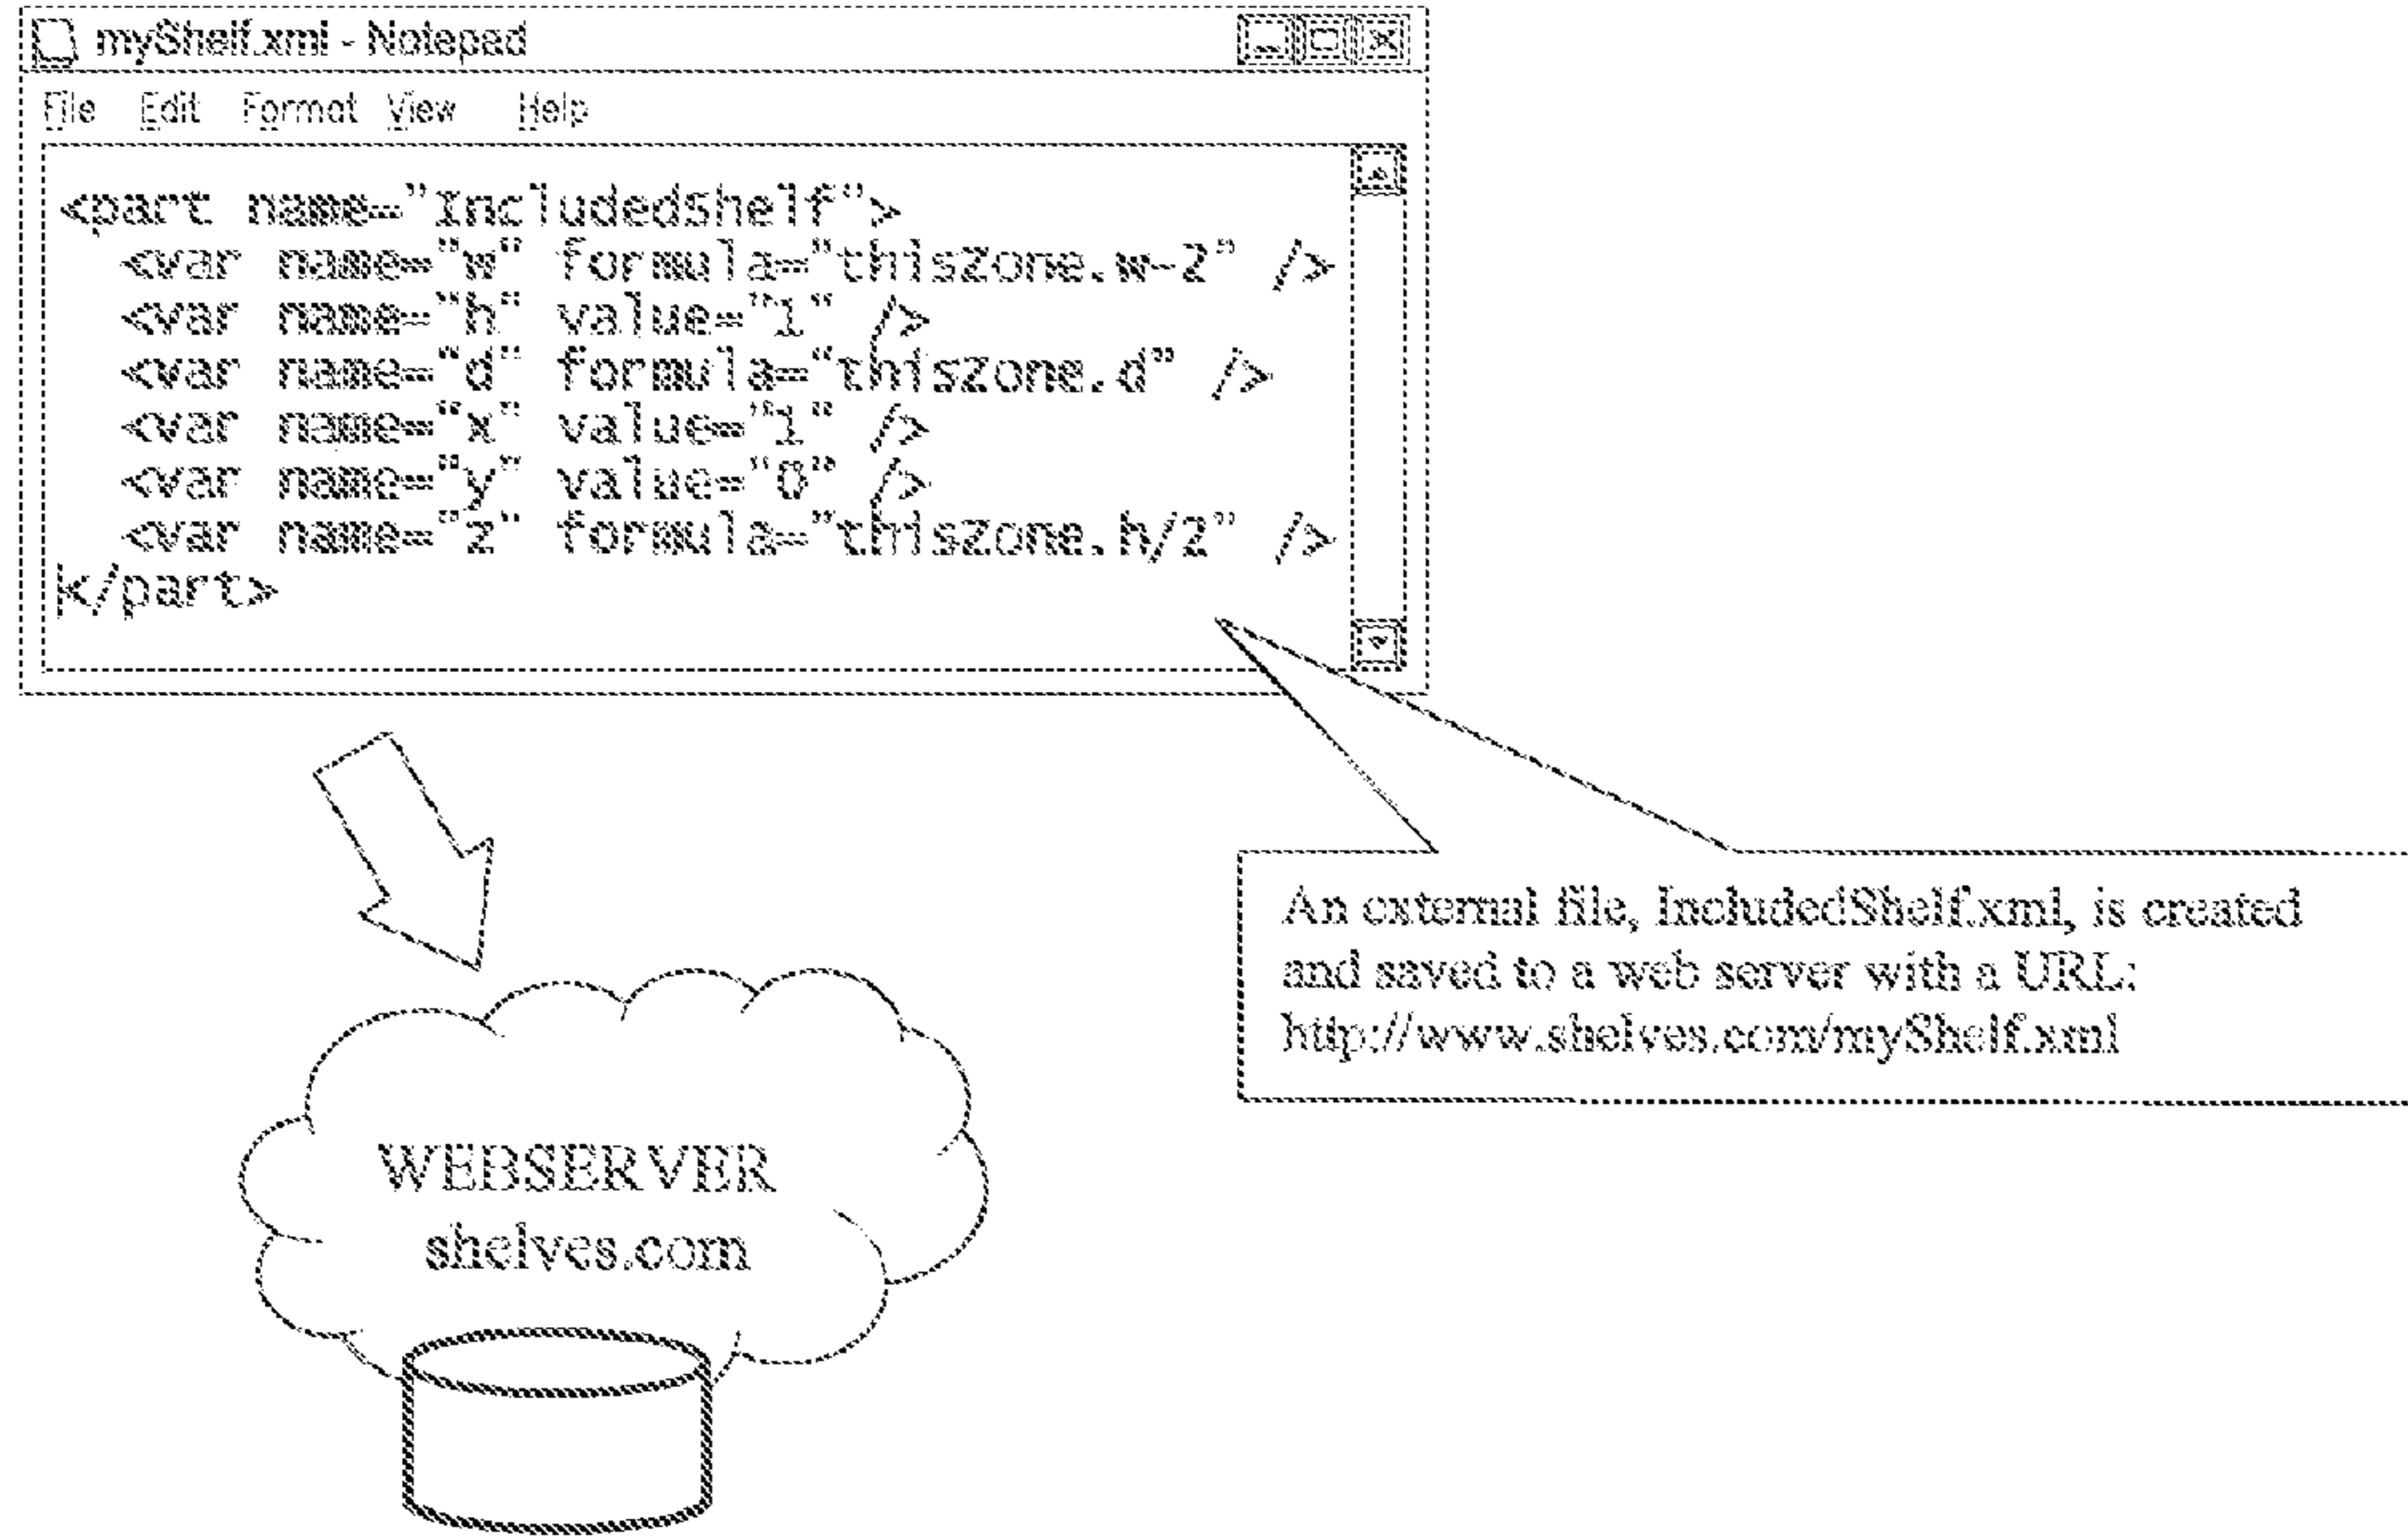 myShelf.xml - Notepad
File Edit Format View Help
<part name="Includedshelf">
<var name="w" formula="thisZone.w-2" />
<var name="h" value="1" />
<var name="d" formula="thisZone.d" />
<var name="x" value="1" />
<var name="y" value="0" />
<var name="z" formula="thisZone.h/2" />
</part>
An external file, IncludedShelf.xml, is created
and saved to a web server with a URL:
http://www.shelves.com/myShelf.xml
WEBSERVER
shelves.com